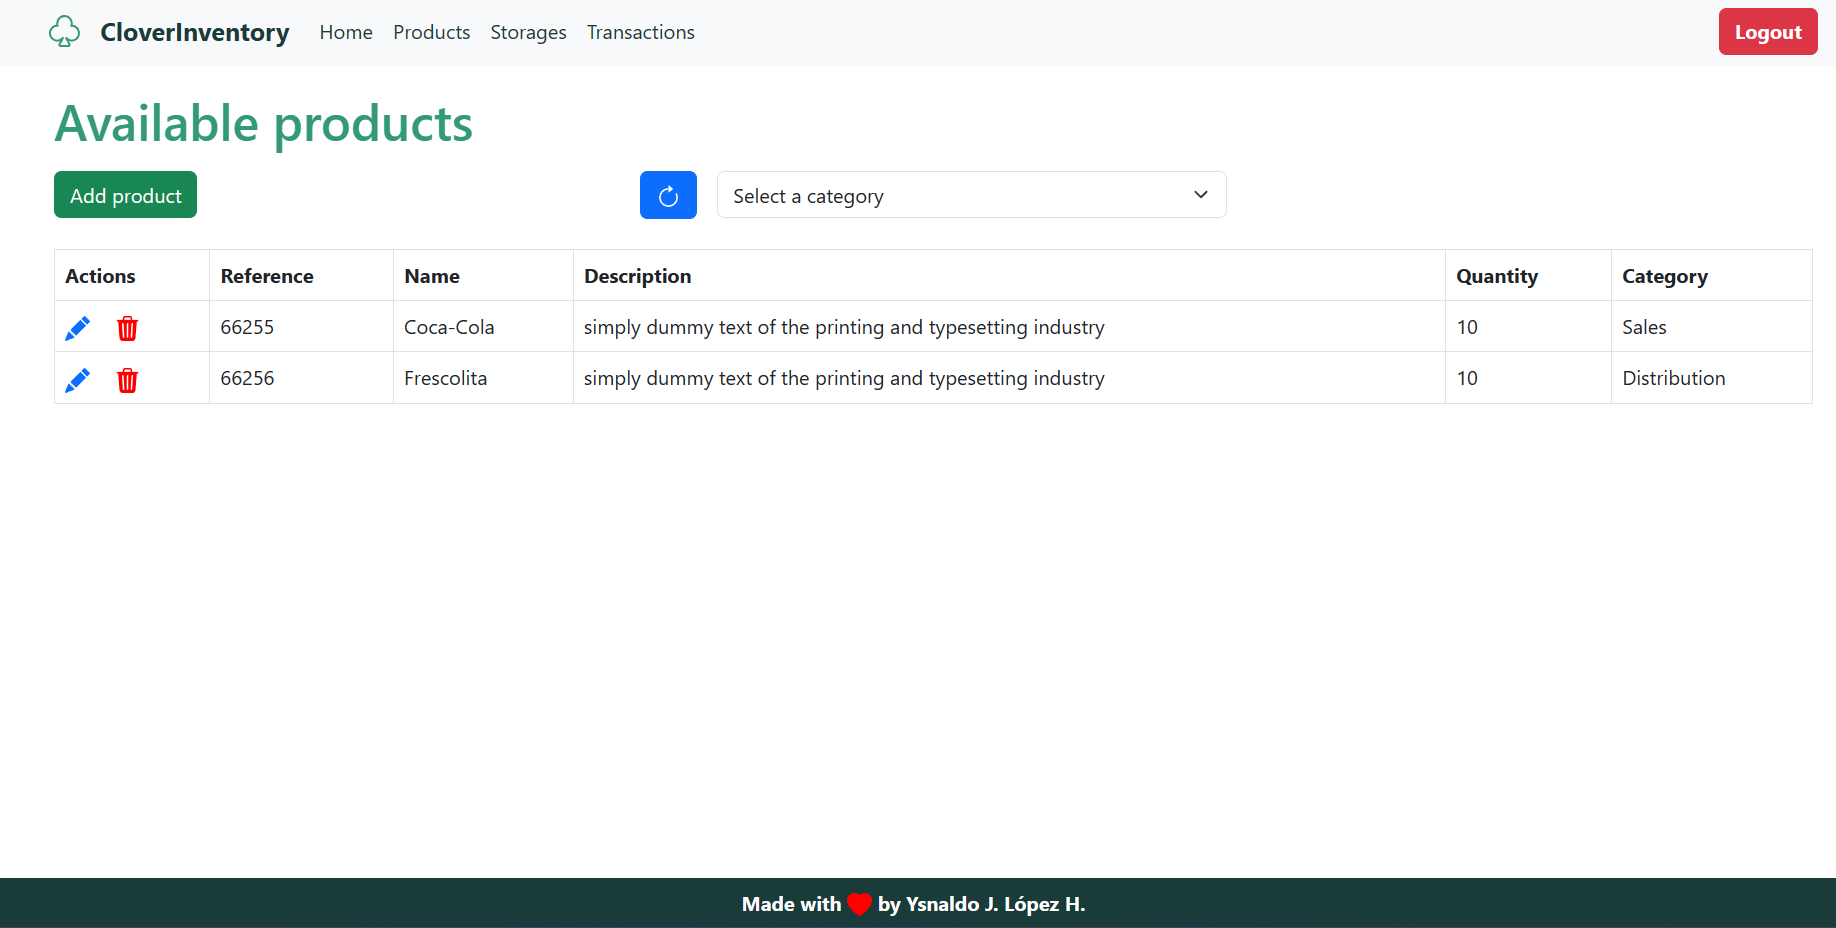 CloverInventory Home Products Storages Transactions Logout
Available products
Add product Select a category
Actions Reference Name Description Quantity Category
66255 Coca-Cola simply dummy text of the printing and typesetting industry 10 Sales
66256 Frescolita simply dummy text of the printing and typesetting industry 10 Distribution
Made with by Ysnaldo J. López H.